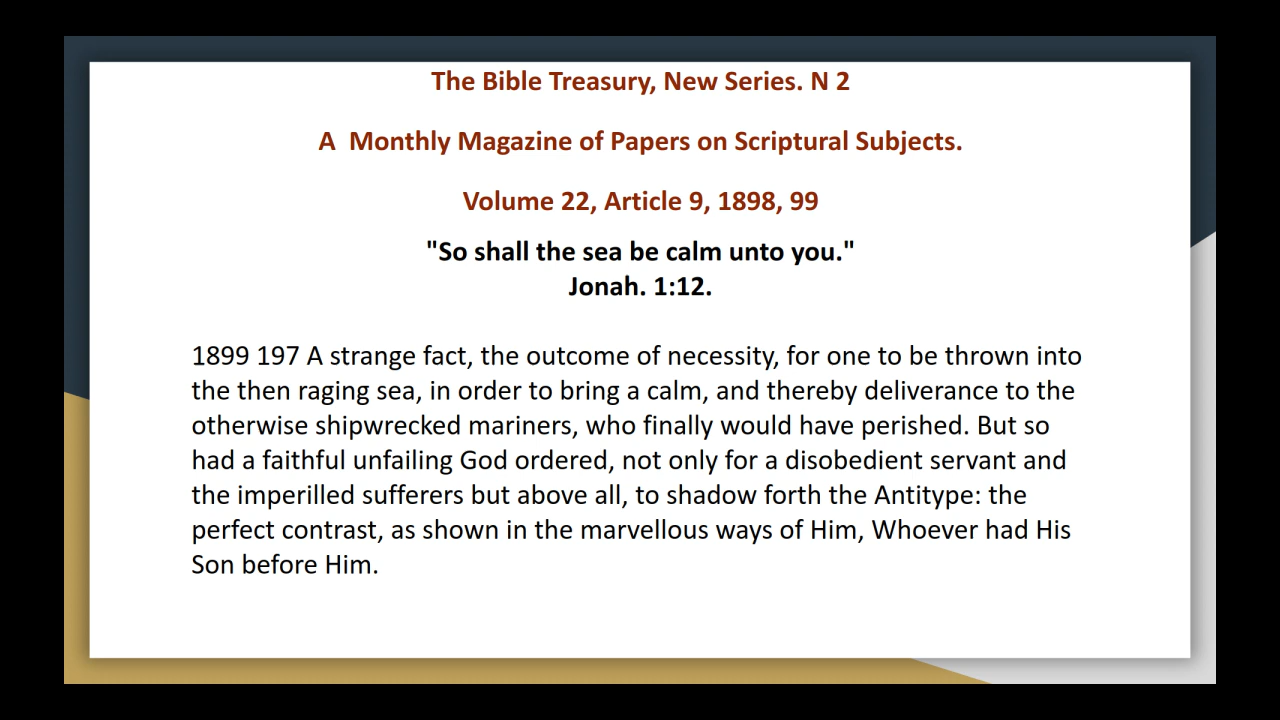 The Bible Treasury, New Series. N 2
A  Monthly Magazine of Papers on Scriptural Subjects.
Volume 22, Article 9, 1898, 99
"So shall the sea be calm unto you."
Jonah. 1:12.
1899 197 A strange fact, the outcome of necessity, for one to be thrown into
the then raging sea, in order to bring a calm, and thereby deliverance to the
otherwise shipwrecked mariners, who finally would have perished. But so
had a faithful unfailing God ordered, not only for a disobedient servant and
the imperilled sufferers but above all, to shadow forth the Antitype: the
perfect contrast, as shown in the marvellous ways of Him, Whoever had His
Son before Him.